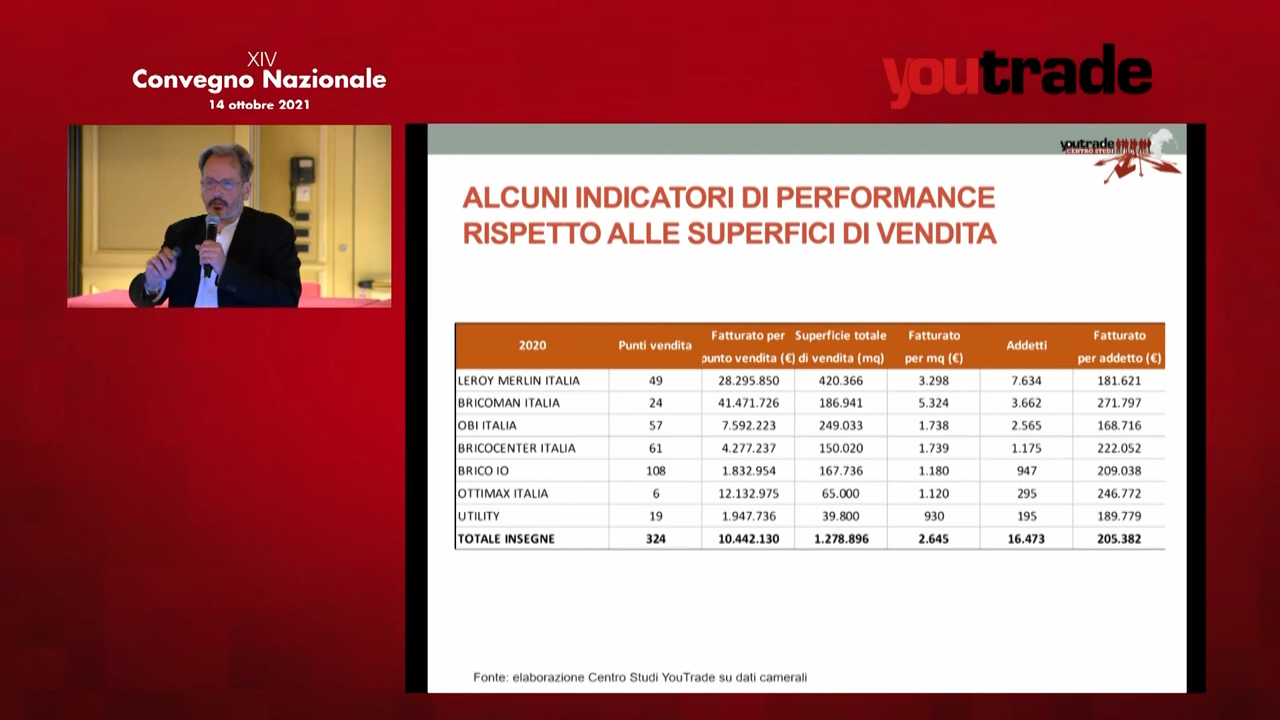 XIV
Convegno Nazionale
14 ottobre 2021
youtrade
youtrade
CENTRO STUDI
ALCUNI INDICATORI DI PERFORMANCE
RISPETTO ALLE SUPERFICI DI VENDITA
2020 Punti vendita Fatturato per punto vendita (€) Superficie totale di vendita (mq) Fatturato per mq (€) Addetti Fatturato per addetto (€)
LEROY MERLIN ITALIA 49 28.295.850 420.366 3.298 7.634 181.621
BRICOMAN ITALIA 24 41.471.726 186.941 5.324 3.662 271.797
OBI ITALIA 57 7.592.223 249.033 1.738 2.565 168.716
BRICOCENTER ITALIA 61 4.277.237 150.020 1.739 1.175 222.052
BRICO IO 108 1.832.954 167.736 1.180 947 209.038
OTTIMAX ITALIA 6 12.132.975 65.000 1.120 295 246.772
UTILITY 19 1.947.736 39.800 930 195 189.779
TOTALE INSEGNE 324 10.442.130 1.278.896 2.645 16.473 205.382
Fonte: elaborazione Centro Studi YouTrade su dati camerali